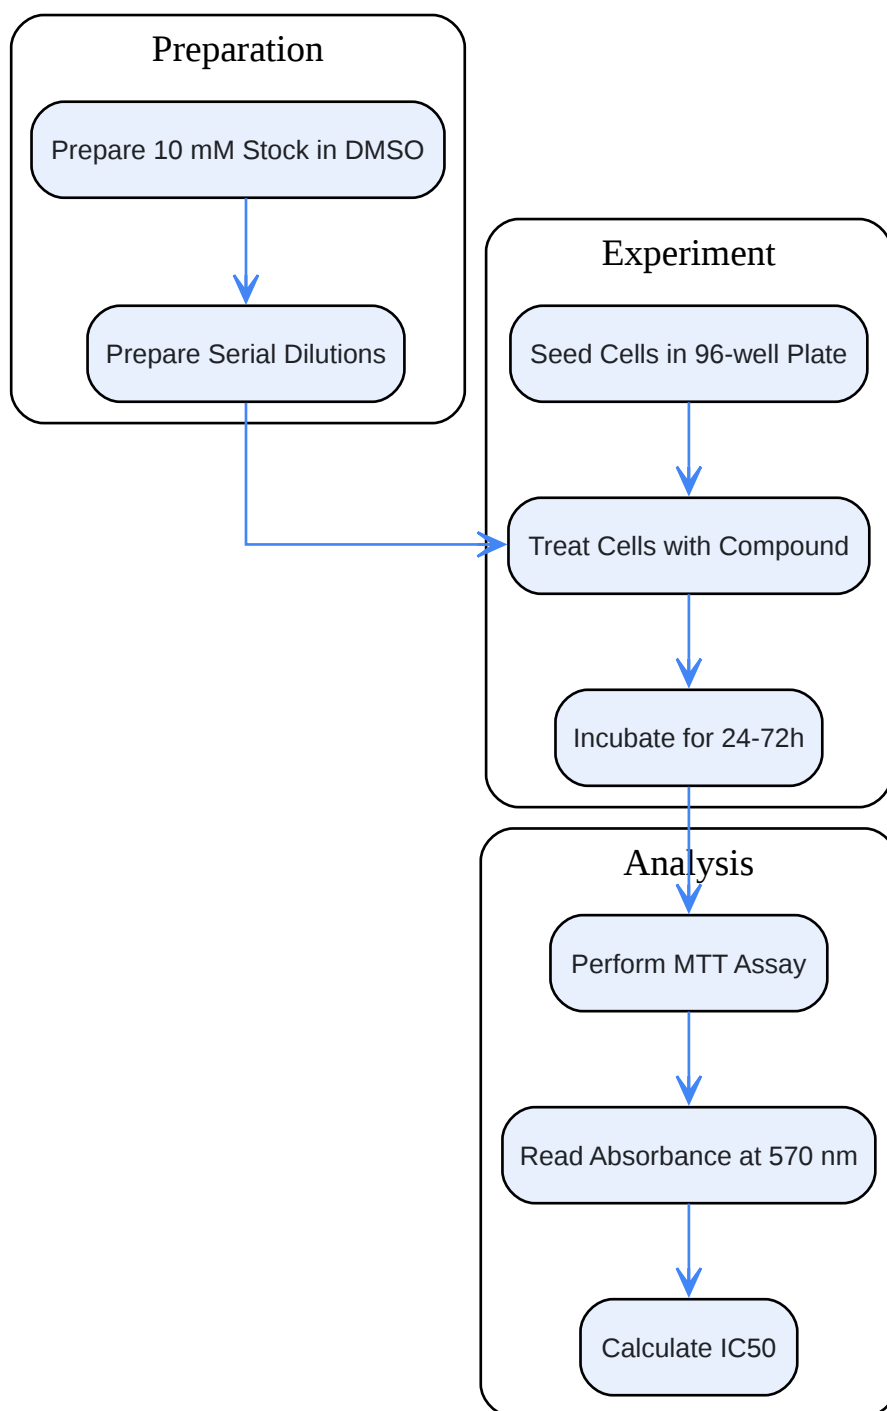 Preparation
Prepare 10 mM Stock in DMSO
Prepare Serial Dilutions
Experiment
Seed Cells in 96-well Plate
Treat Cells with Compound
Incubate for 24-72h
Analysis
Perform MTT Assay
Read Absorbance at 570 nm
Calculate IC50